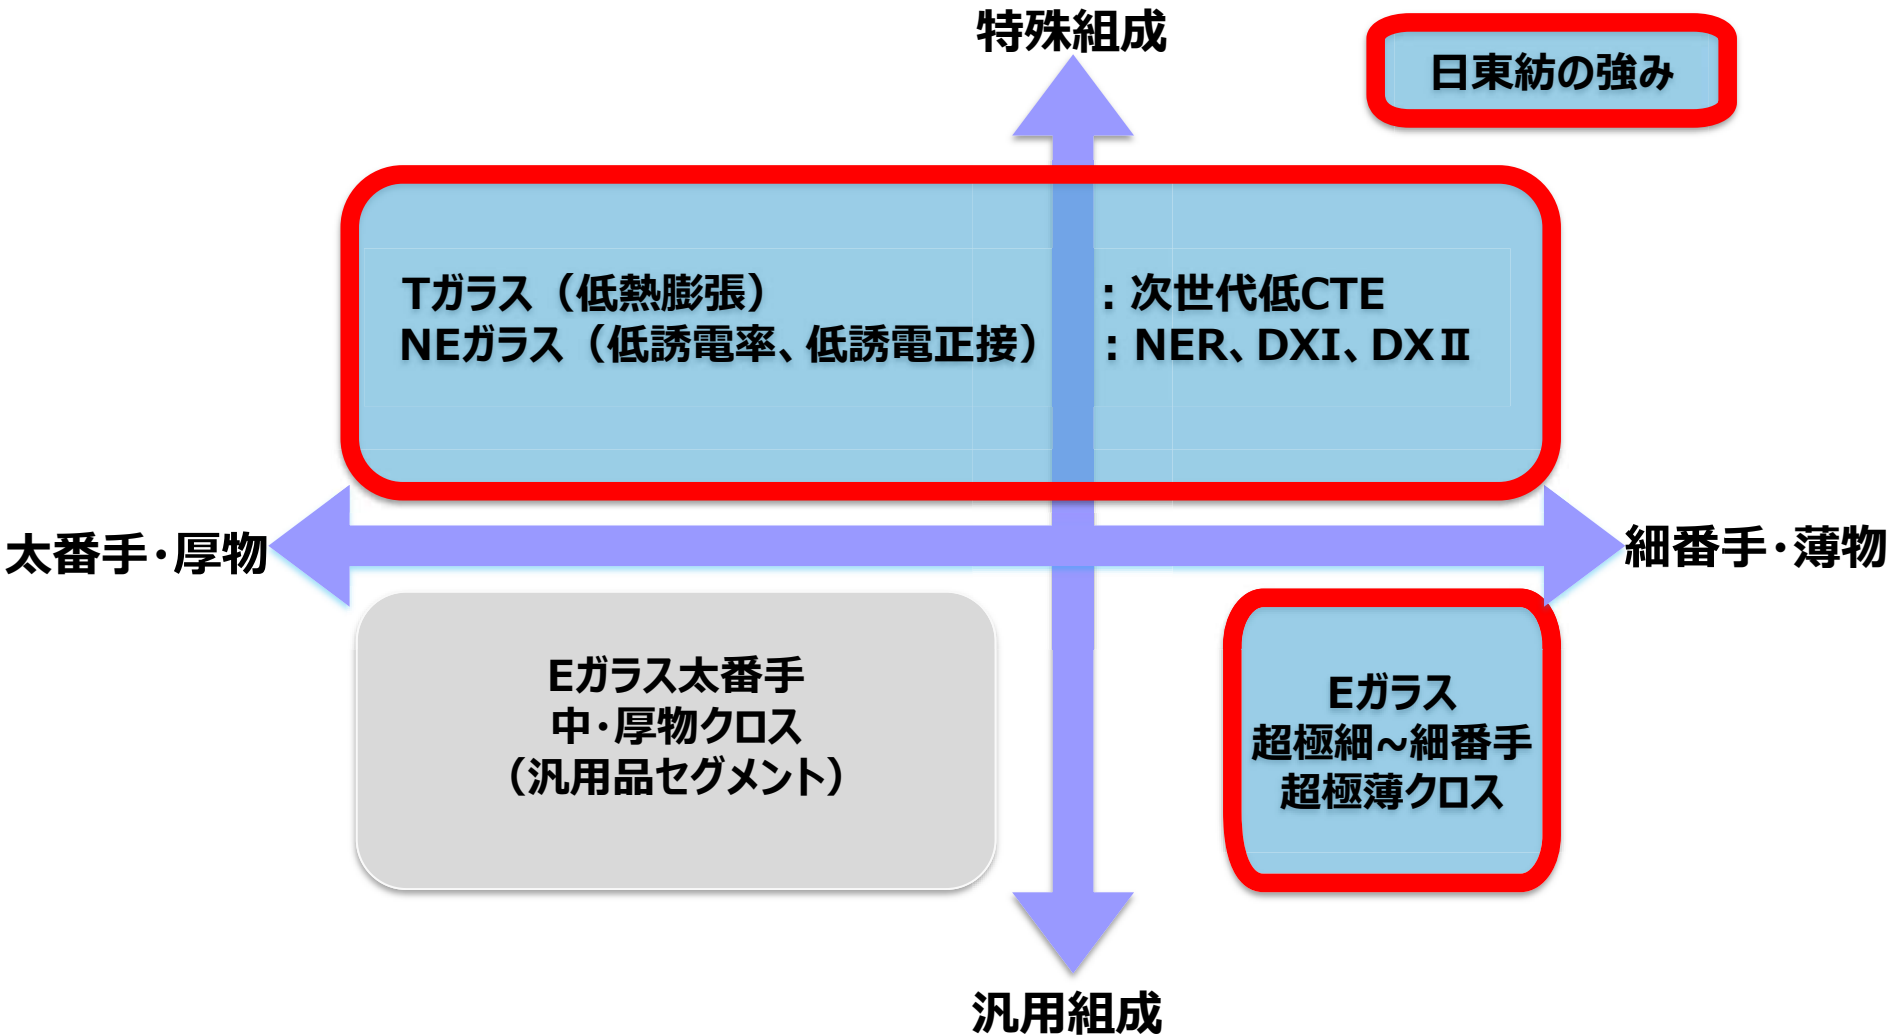 特殊組成
日東紡の強み
Tガラス（低熱膨張）　：次世代低CTE
NEガラス（低誘電率、低誘電正接）　：NER、DXI、DXⅡ
太番手・厚物
細番手・薄物
Eガラス太番手
中・厚物クロス
（汎用品セグメント）
Eガラス
超極細~細番手
超極薄クロス
汎用組成